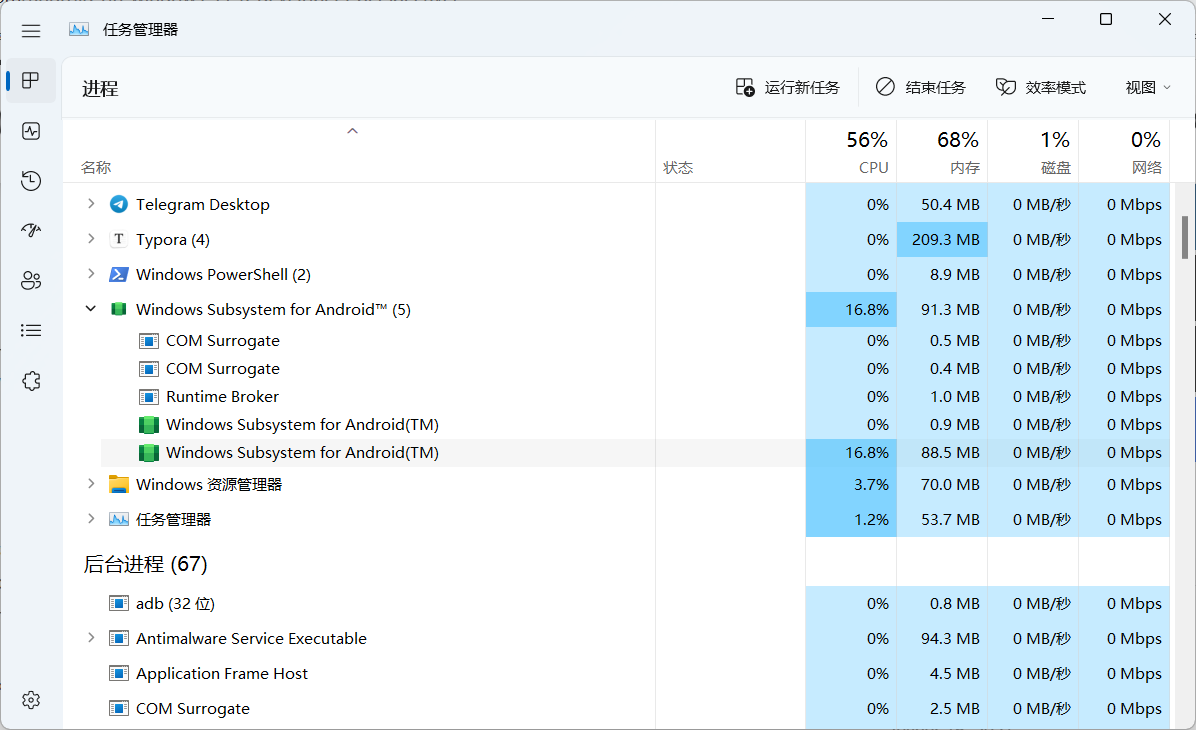 任务管理器
进程
运行新任务
结束任务
效率模式
视图
56% 68% 1% 0%
名称 状态 CPU 内存 磁盘 网络
Telegram Desktop 0% 50.4 MB 0 MB/秒 0 Mbps
T Typora (4) 0% 209.3 MB 0 MB/秒 0 Mbps
Windows PowerShell (2) 0% 8.9 MB 0 MB/秒 0 Mbps
Windows Subsystem for Android™ (5) 16.8% 91.3 MB 0 MB/秒 0 Mbps
COM Surrogate 0% 0.5 MB 0 MB/秒 0 Mbps
COM Surrogate 0% 0.4 MB 0 MB/秒 0 Mbps
Runtime Broker 0% 1.0 MB 0 MB/秒 0 Mbps
Windows Subsystem for Android(TM) 0% 0.9 MB 0 MB/秒 0 Mbps
Windows Subsystem for Android(TM) 16.8% 88.5 MB 0 MB/秒 0 Mbps
Windows 资源管理器 3.7% 70.0 MB 0 MB/秒 0 Mbps
任务管理器 1.2% 53.7 MB 0 MB/秒 0 Mbps
后台进程 (67)
adb (32 位) 0% 0.8 MB 0 MB/秒 0 Mbps
Antimalware Service Executable 0% 94.3 MB 0 MB/秒 0 Mbps
Application Frame Host 0% 4.5 MB 0 MB/秒 0 Mbps
COM Surrogate 0% 2.5 MB 0 MB/秒 0 Mbps